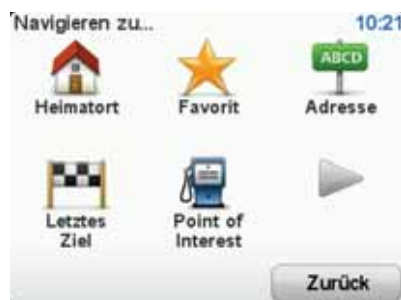 Navigieren zu...
10:21
ABCD
Heimatort
Favorit
Adresse
Letztes
Ziel
Point of
Interest
Zurück